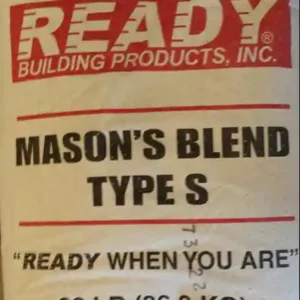 READY®
BUILDING PRODUCTS, INC.
MASON'S BLEND
TYPE S
"READY WHEN YOU ARE"